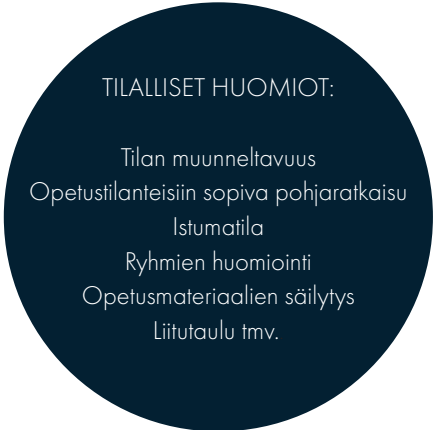 TILALLISET HUOMIOT:
Tilan muunneltavuus
Opetustilanteisiin sopiva pohjaratkaisu
Istumatila
Ryhmien huomiointi
Opetusmateriaalien säilytys
Liitutaulu tmv.